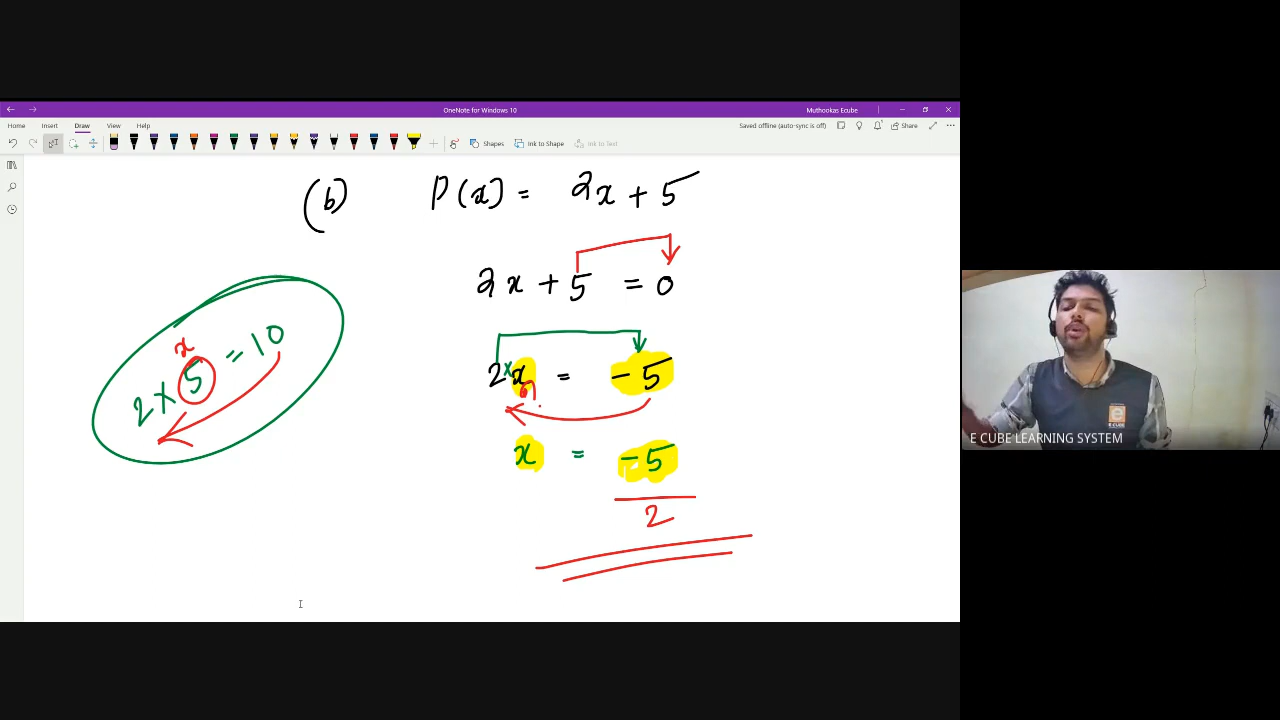 OneNote for Windows 10
Muthookas Ecube
Home Insert Draw View Help
Saved offline (auto-sync is off)
Share
Shapes
Ink to Shape
Ink to Text
(b) P(x) = 2x + 5
2x + 5 = 0
2 × x = -5
x = -5
2
x
2 × 5 = 10
E CUBE
E CUBE LEARNING SYSTEM